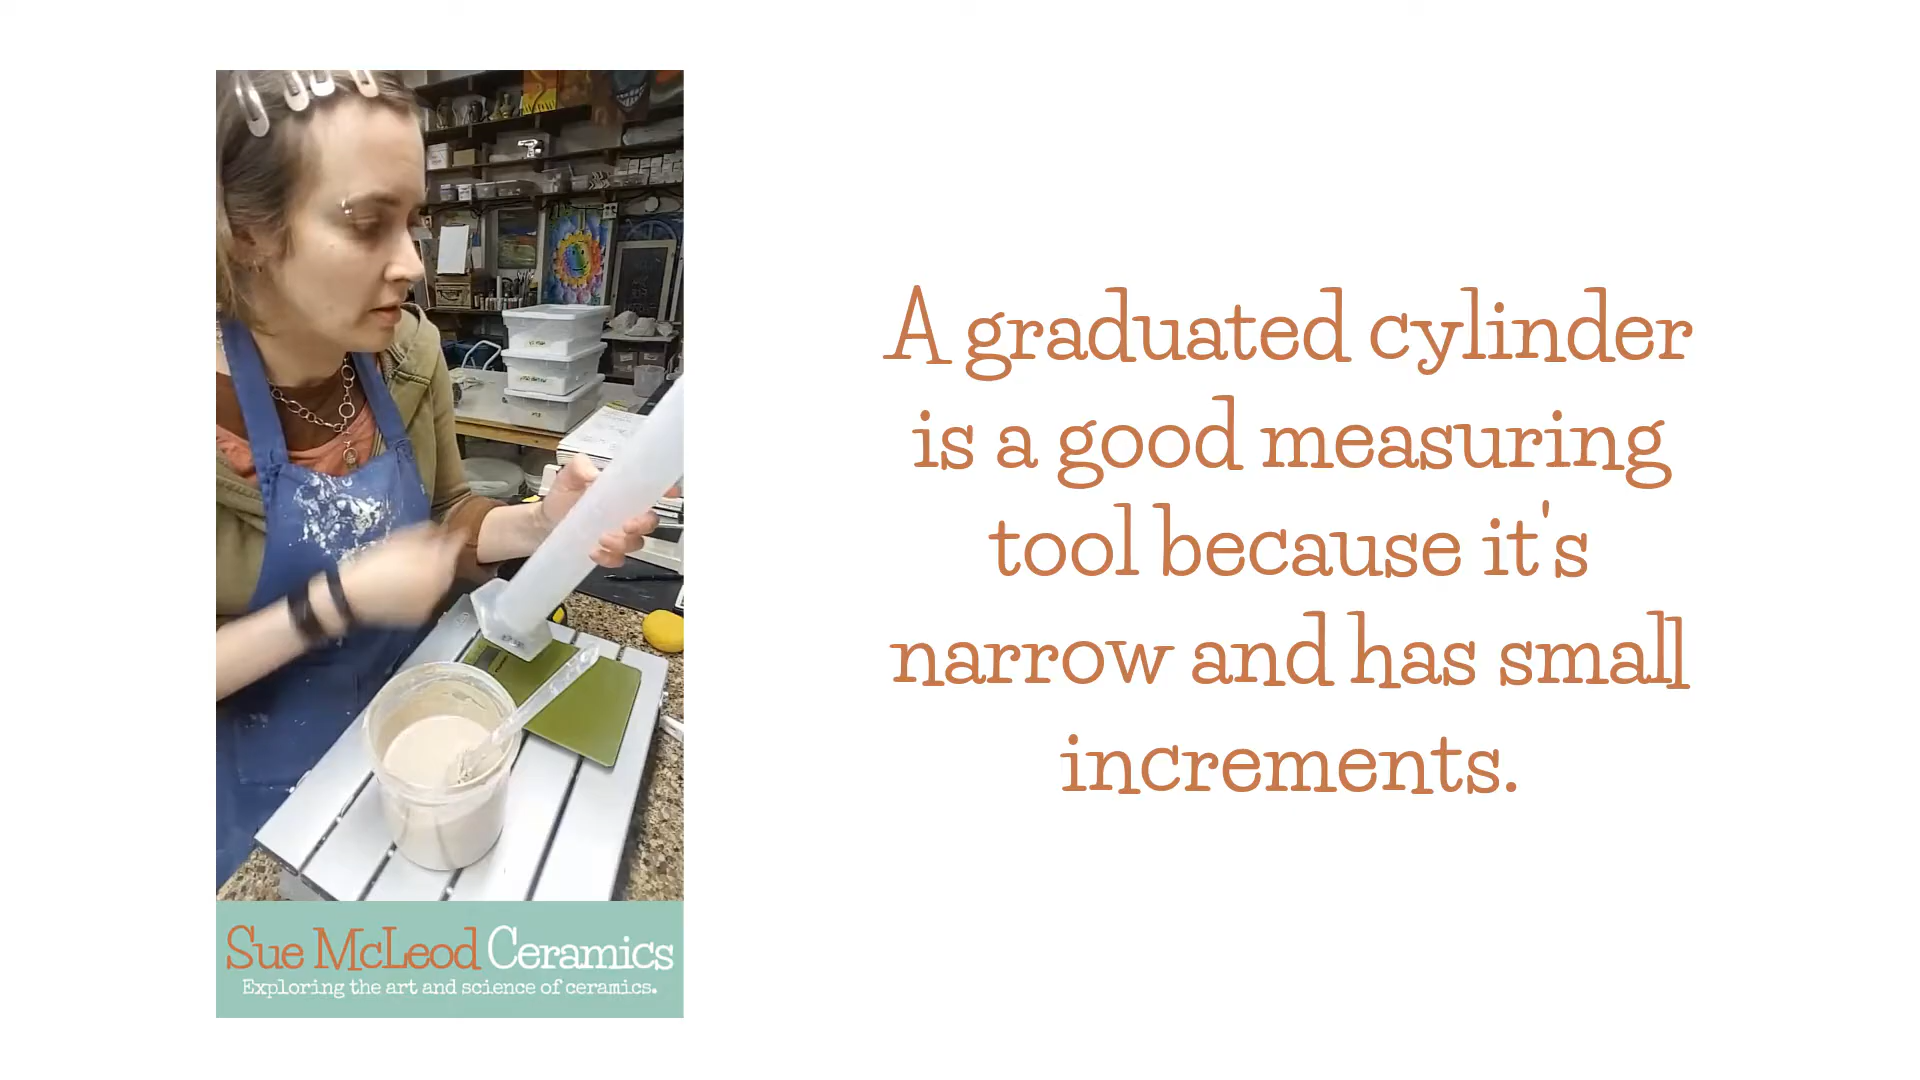 A graduated cylinder
is a good measuring
tool because it's
narrow and has small
increments.
Sue McLeod Ceramics
Exploring the art and science of ceramics.